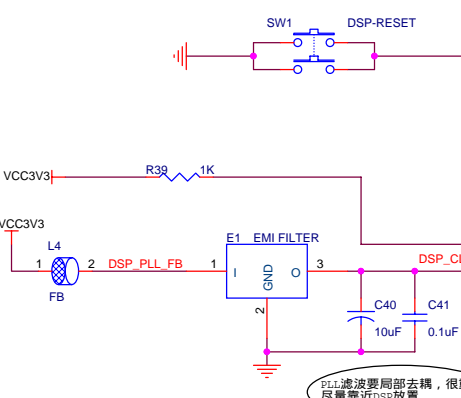 SW1 DSP-RESET
VCC3V3 R39 1K
VCC3V3
L4
1 2 DSP_PLL_FB
FB
E1 EMI FILTER
1 I GND O 3
2
DSP_CL
C40 C41
10uF 0.1uF
PLL滤波要局部去耦，很
尽量靠近DSP放置